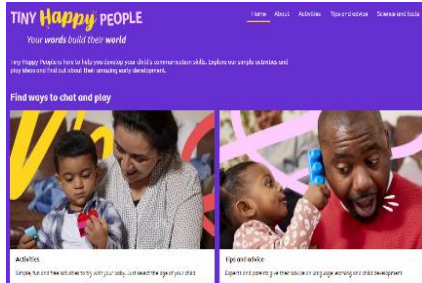 TINY Happy PEOPLE
Home About Activities Tips and advice Science and facts
Your words build their world
Tiny Happy People is here to help you develop your child's communication skills. Explore our simple activities and
play ideas and find out about their amazing early development.
Find ways to chat and play
Activities
Simple, fun and free activities to try with your baby. Just select the age of your child.
Tips and advice
Experts and parents give their advice on language learning and child development.